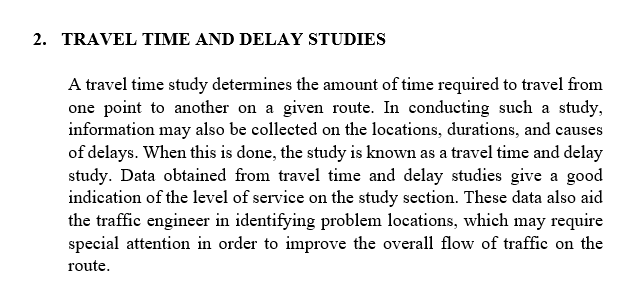 2. TRAVEL TIME AND DELAY STUDIES
A travel time study determines the amount of time required to travel from
one point to another on a given route. In conducting such a study,
information may also be collected on the locations, durations, and causes
of delays. When this is done, the study is known as a travel time and delay
study. Data obtained from travel time and delay studies give a good
indication of the level of service on the study section. These data also aid
the traffic engineer in identifying problem locations, which may require
special attention in order to improve the overall flow of traffic on the
route.